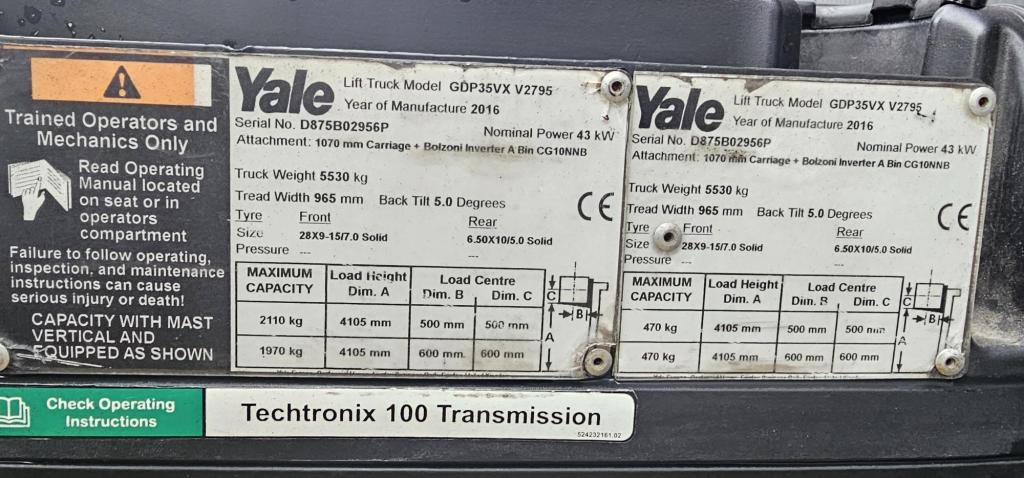 Trained Operators and
Mechanics Only
Read Operating
Manual located
on seat or in
operators
compartment
Failure to follow operating,
inspection, and maintenance
instructions can cause
serious injury or death!
CAPACITY WITH MAST
VERTICAL AND
EQUIPPED AS SHOWN
Yale Lift Truck Model GDP35VX V2795
Year of Manufacture 2016
Serial No. D875B02956P Nominal Power 43 kW
Attachment: 1070 mm Carriage + Bolzoni Inverter A Bin CG10NNB
Truck Weight 5530 kg
Tread Width 965 mm Back Tilt 5.0 Degrees
CE
Tyre Front Rear
Size 28X9-15/7.0 Solid 6.50X10/5.0 Solid
Pressure --- ---
MAXIMUM CAPACITY Load Height Dim. A Load Centre Dim. B Dim. C
2110 kg 4105 mm 500 mm 500 mm
1970 kg 4105 mm 600 mm 600 mm
C B A
Yale Lift Truck Model GDP35VX V2795
Year of Manufacture 2016
Serial No. D875B02956P Nominal Power 43 kW
Attachment: 1070 mm Carriage + Bolzoni Inverter A Bin CG10NNB
Truck Weight 5530 kg
Tread Width 965 mm Back Tilt 5.0 Degrees
CE
Tyre Front Rear
Size 28X9-15/7.0 Solid 6.50X10/5.0 Solid
Pressure --- ---
MAXIMUM CAPACITY Load Height Dim. A Load Centre Dim. B Dim. C
470 kg 4105 mm 500 mm 500 mm
470 kg 4105 mm 600 mm 600 mm
C B A
Check Operating
Instructions
Techtronix 100 Transmission
524232161.02